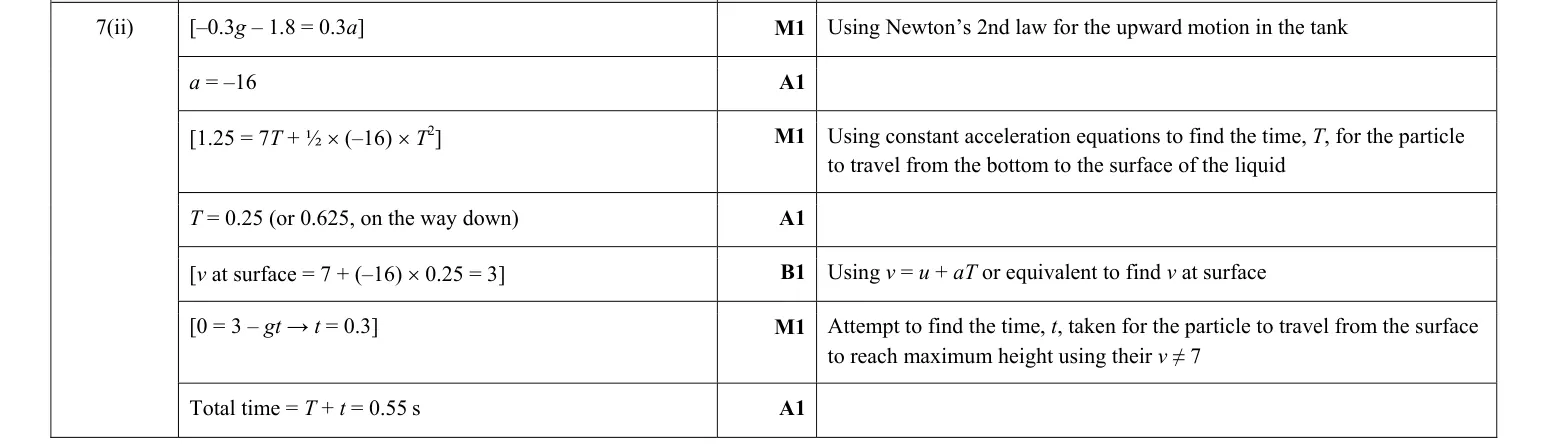 7(ii) [–0.3g – 1.8 = 0.3a] M1 Using Newton’s 2nd law for the upward motion in the tank
a = –16 A1
[1.25 = 7T + ½ × (–16) × T²] M1 Using constant acceleration equations to find the time, T, for the particle
to travel from the bottom to the surface of the liquid
T = 0.25 (or 0.625, on the way down) A1
[v at surface = 7 + (–16) × 0.25 = 3] B1 Using v = u + aT or equivalent to find v at surface
[0 = 3 – gt → t = 0.3] M1 Attempt to find the time, t, taken for the particle to travel from the surface
to reach maximum height using their v ≠ 7
Total time = T + t = 0.55 s A1